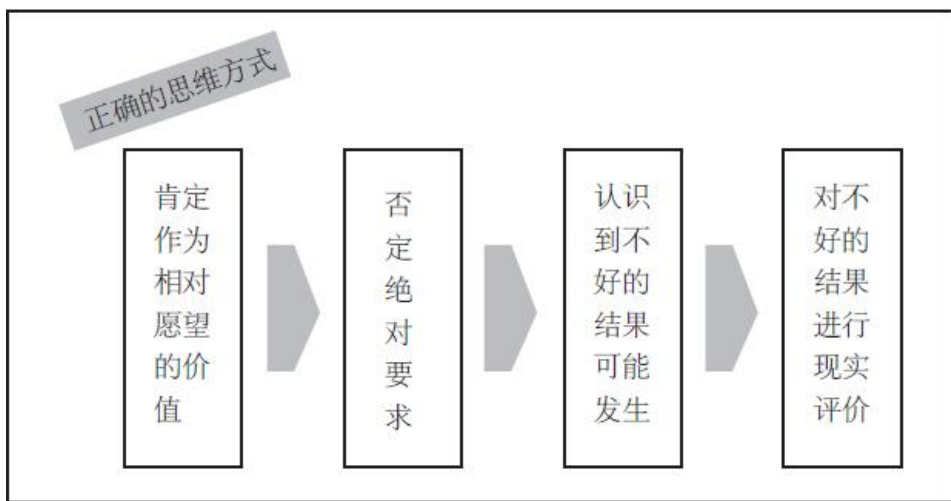 正确的思维方式
肯定
作为
相对
愿望
的价
值
否
定
绝
对
要
求
认识
到不
好的
结果
可能
发生
对不
好的
结果
进行
现实
评价